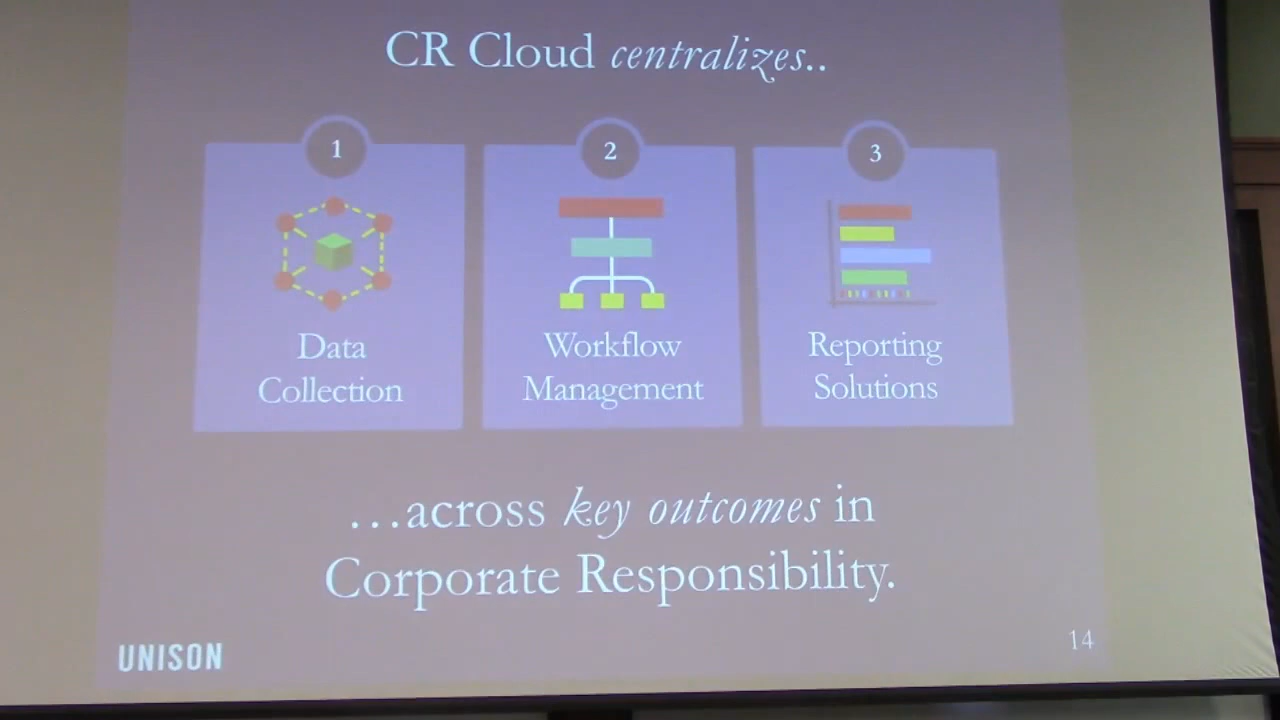 CR Cloud centralizes..
1
2
3
Data
Collection
Workflow
Management
Reporting
Solutions
…across key outcomes in
Corporate Responsibility.
UNISON
14